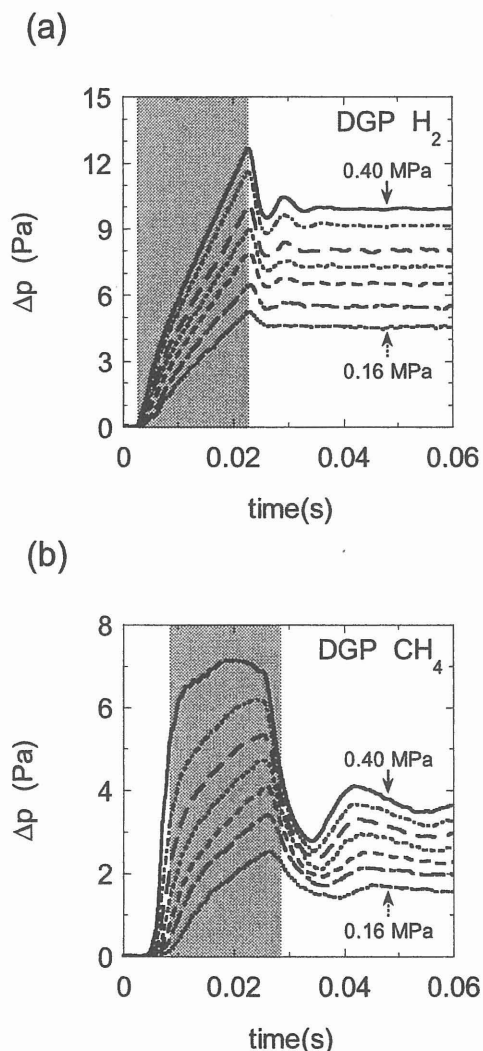 (a)
15
12
9
6
3
0
Δp (Pa)
DGP H₂
0.40 MPa
0.16 MPa
0 0.02 0.04 0.06
time(s)
(b)
8
6
4
2
0
Δp (Pa)
DGP CH₄
0.40 MPa
0.16 MPa
0 0.02 0.04 0.06
time(s)